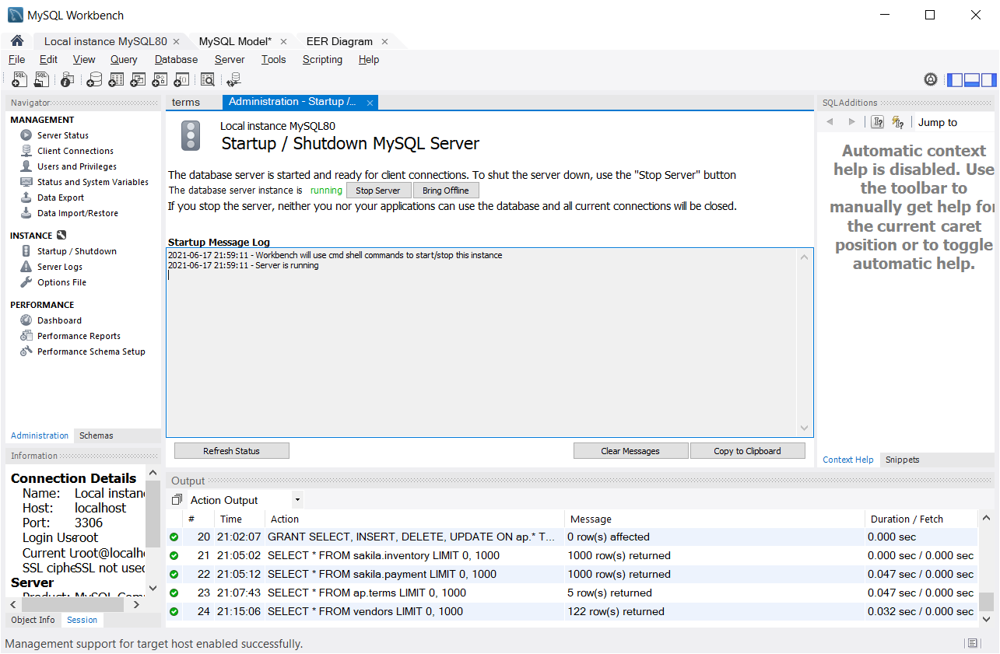 MySQL Workbench
Local instance MySQL80 MySQL Model* EER Diagram
File Edit View Query Database Server Tools Scripting Help
Navigator
MANAGEMENT
Server Status
Client Connections
Users and Privileges
Status and System Variables
Data Export
Data Import/Restore
INSTANCE
Startup / Shutdown
Server Logs
Options File
PERFORMANCE
Dashboard
Performance Reports
Performance Schema Setup
Administration Schemas
Information
Connection Details
Name: Local instan
Host: localhost
Port: 3306
Login Use root
Current U root@localh
SSL ciphe SSL not used
Server
Product: MySQL Com
Object Info Session
terms Administration - Startup /...
Local instance MySQL80
Startup / Shutdown MySQL Server
The database server is started and ready for client connections. To shut the server down, use the "Stop Server" button
The database server instance is running Stop Server Bring Offline
If you stop the server, neither you nor your applications can use the database and all current connections will be closed.
Startup Message Log
2021-06-17 21:59:11 - Workbench will use cmd shell commands to start/stop this instance
2021-06-17 21:59:11 - Server is running
Refresh Status Clear Messages Copy to Clipboard
SQLAdditions
Jump to
Automatic context
help is disabled. Use
the toolbar to
manually get help for
the current caret
position or to toggle
automatic help.
Context Help Snippets
Output
Action Output
# Time Action Message Duration / Fetch
20 21:02:07 GRANT SELECT, INSERT, DELETE, UPDATE ON ap.* T... 0 row(s) affected 0.000 sec
21 21:05:02 SELECT * FROM sakila.inventory LIMIT 0, 1000 1000 row(s) returned 0.000 sec / 0.000 sec
22 21:05:12 SELECT * FROM sakila.payment LIMIT 0, 1000 1000 row(s) returned 0.047 sec / 0.000 sec
23 21:07:43 SELECT * FROM ap.terms LIMIT 0, 1000 5 row(s) returned 0.047 sec / 0.000 sec
24 21:15:06 SELECT * FROM vendors LIMIT 0, 1000 122 row(s) returned 0.032 sec / 0.000 sec
Management support for target host enabled successfully.